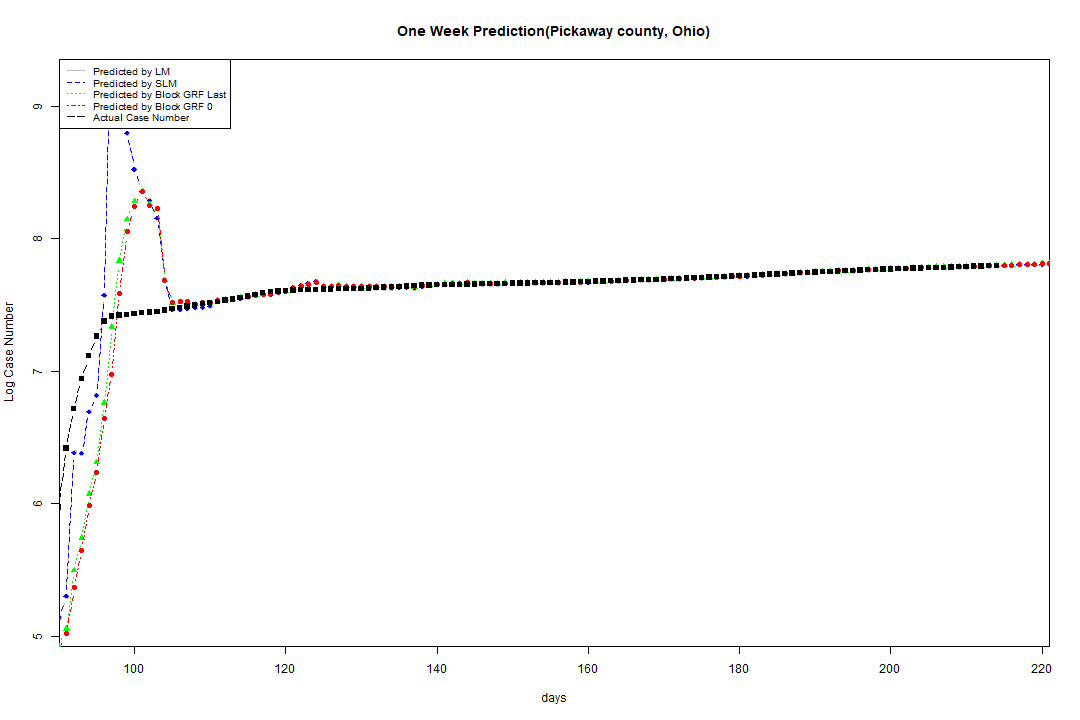 One Week Prediction(Pickaway county, Ohio)
Predicted by LM
Predicted by SLM
Predicted by Block GRF Last
Predicted by Block GRF 0
Actual Case Number
9
8
7
6
5
Log Case Number
100 120 140 160 180 200 220
days